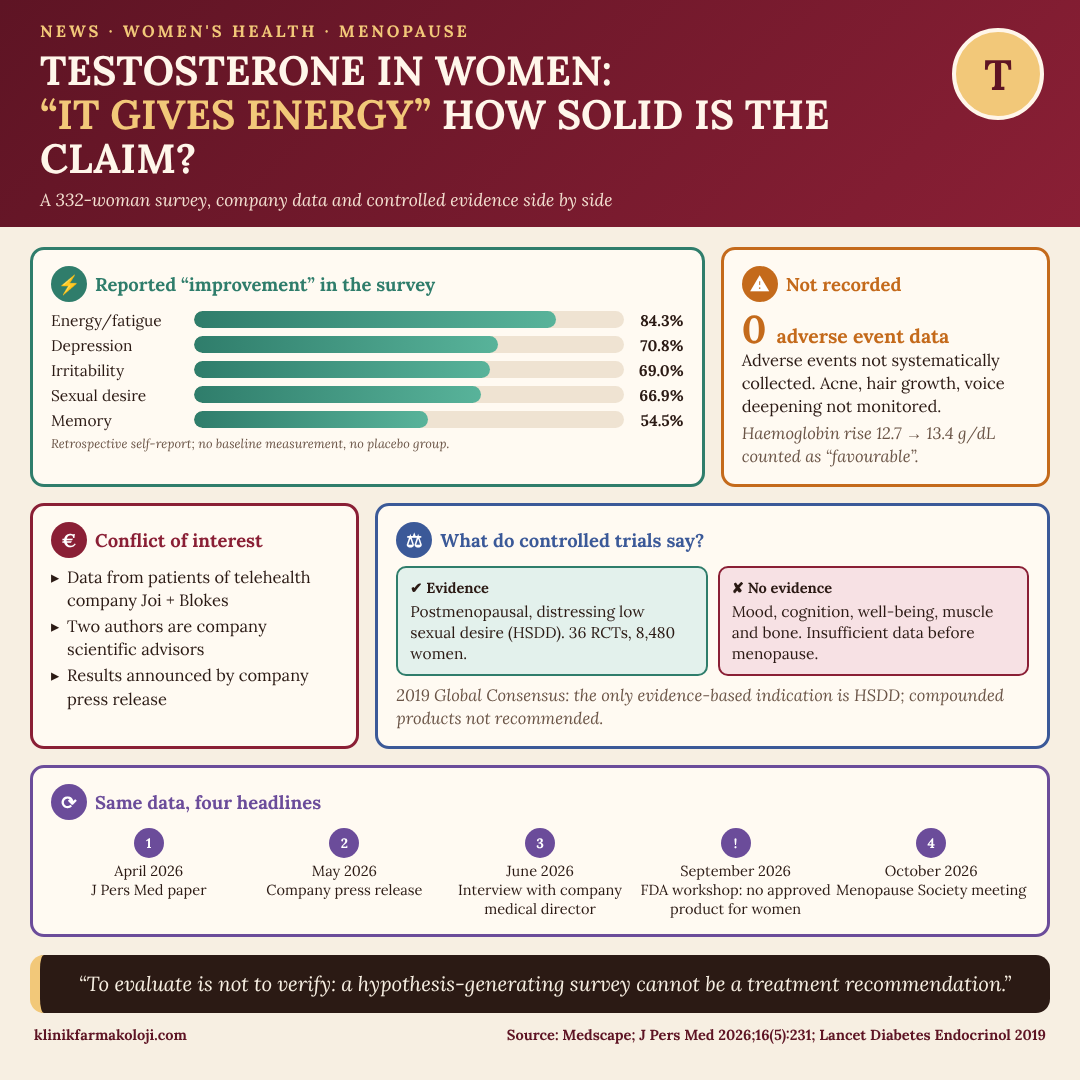 NEWS · WOMEN'S HEALTH · MENOPAUSE
TESTOSTERONE IN WOMEN:
“IT GIVES ENERGY” HOW SOLID IS THE
CLAIM?
A 332-woman survey, company data and controlled evidence side by side
T
⚡ Reported “improvement” in the survey
Energy/fatigue 84.3%
Depression 70.8%
Irritability 69.0%
Sexual desire 66.9%
Memory 54.5%
Retrospective self-report; no baseline measurement, no placebo group.
⚠ Not recorded
0 adverse event data
Adverse events not systematically
collected. Acne, hair growth, voice
deepening not monitored.
Haemoglobin rise 12.7 → 13.4 g/dL
counted as “favourable”.
€ Conflict of interest
▸ Data from patients of telehealth
company Joi + Blokes
▸ Two authors are company
scientific advisors
▸ Results announced by company
press release
⚖ What do controlled trials say?
✔ Evidence
Postmenopausal, distressing low
sexual desire (HSDD). 36 RCTs, 8,480
women.
✘ No evidence
Mood, cognition, well-being, muscle
and bone. Insufficient data before
menopause.
2019 Global Consensus: the only evidence-based indication is HSDD; compounded
products not recommended.
⟳ Same data, four headlines
1
April 2026
J Pers Med paper
2
May 2026
Company press release
3
June 2026
Interview with company
medical director
!
September 2026
FDA workshop: no approved
product for women
4
October 2026
Menopause Society meeting
“To evaluate is not to verify: a hypothesis-generating survey cannot be a treatment recommendation.”
klinikfarmakoloji.com
Source: Medscape; J Pers Med 2026;16(5):231; Lancet Diabetes Endocrinol 2019